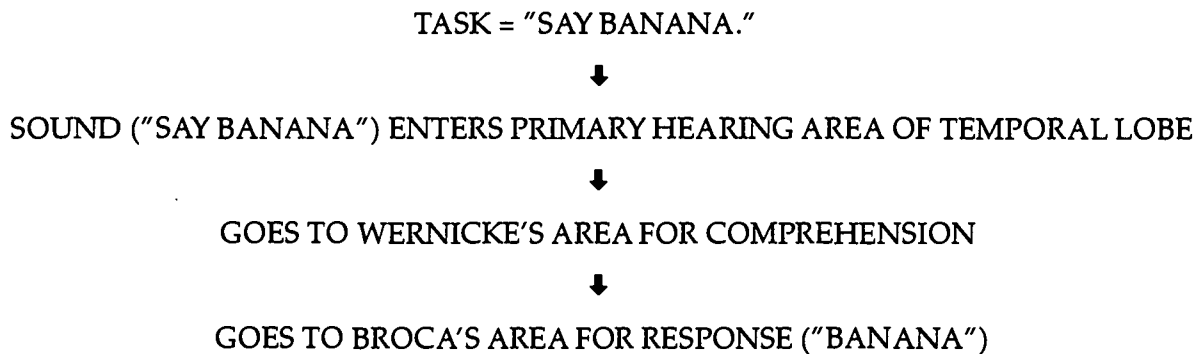 TASK = "SAY BANANA."
SOUND ("SAY BANANA") ENTERS PRIMARY HEARING AREA OF TEMPORAL LOBE
GOES TO WERNICKE'S AREA FOR COMPREHENSION
GOES TO BROCA'S AREA FOR RESPONSE ("BANANA")